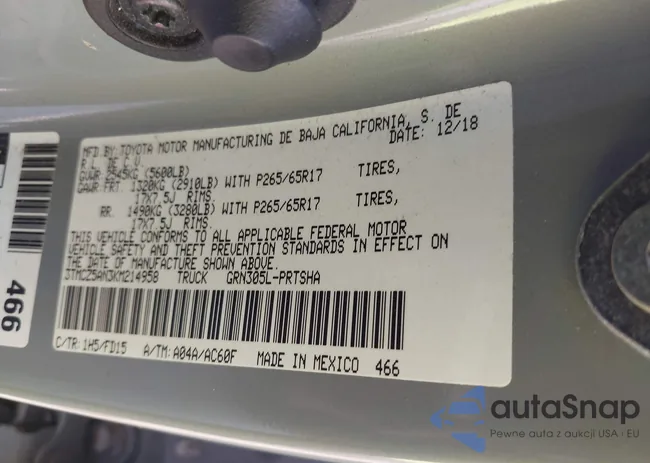 MFD.BY:TOYOTA MOTOR MANUFACTURING DE BAJA CALIFORNIA, S. DE
R.L. DE C.V. DATE: 12/18
GVWR 2545KG (5600LB)
GAWR:FRT 1320KG (2910LB) WITH P265/65R17 TIRES,
17X7.5J RIMS
RR. 1490KG (3280LB) WITH P265/65R17 TIRES,
17X7.5J RIMS
THIS VEHICLE CONFORMS TO ALL APPLICABLE FEDERAL MOTOR
VEHICLE SAFETY AND THEFT PREVENTION STANDARDS IN EFFECT ON
THE DATE OF MANUFACTURE SHOWN ABOVE.
3TMCZ5AN3KM214958 TRUCK GRN305L-PRTSHA
C/TR:1H5/FD15 A/TM:A04A/AC60F MADE IN MEXICO 466
466
autaSnap
Pewne auta z aukcji USA i EU